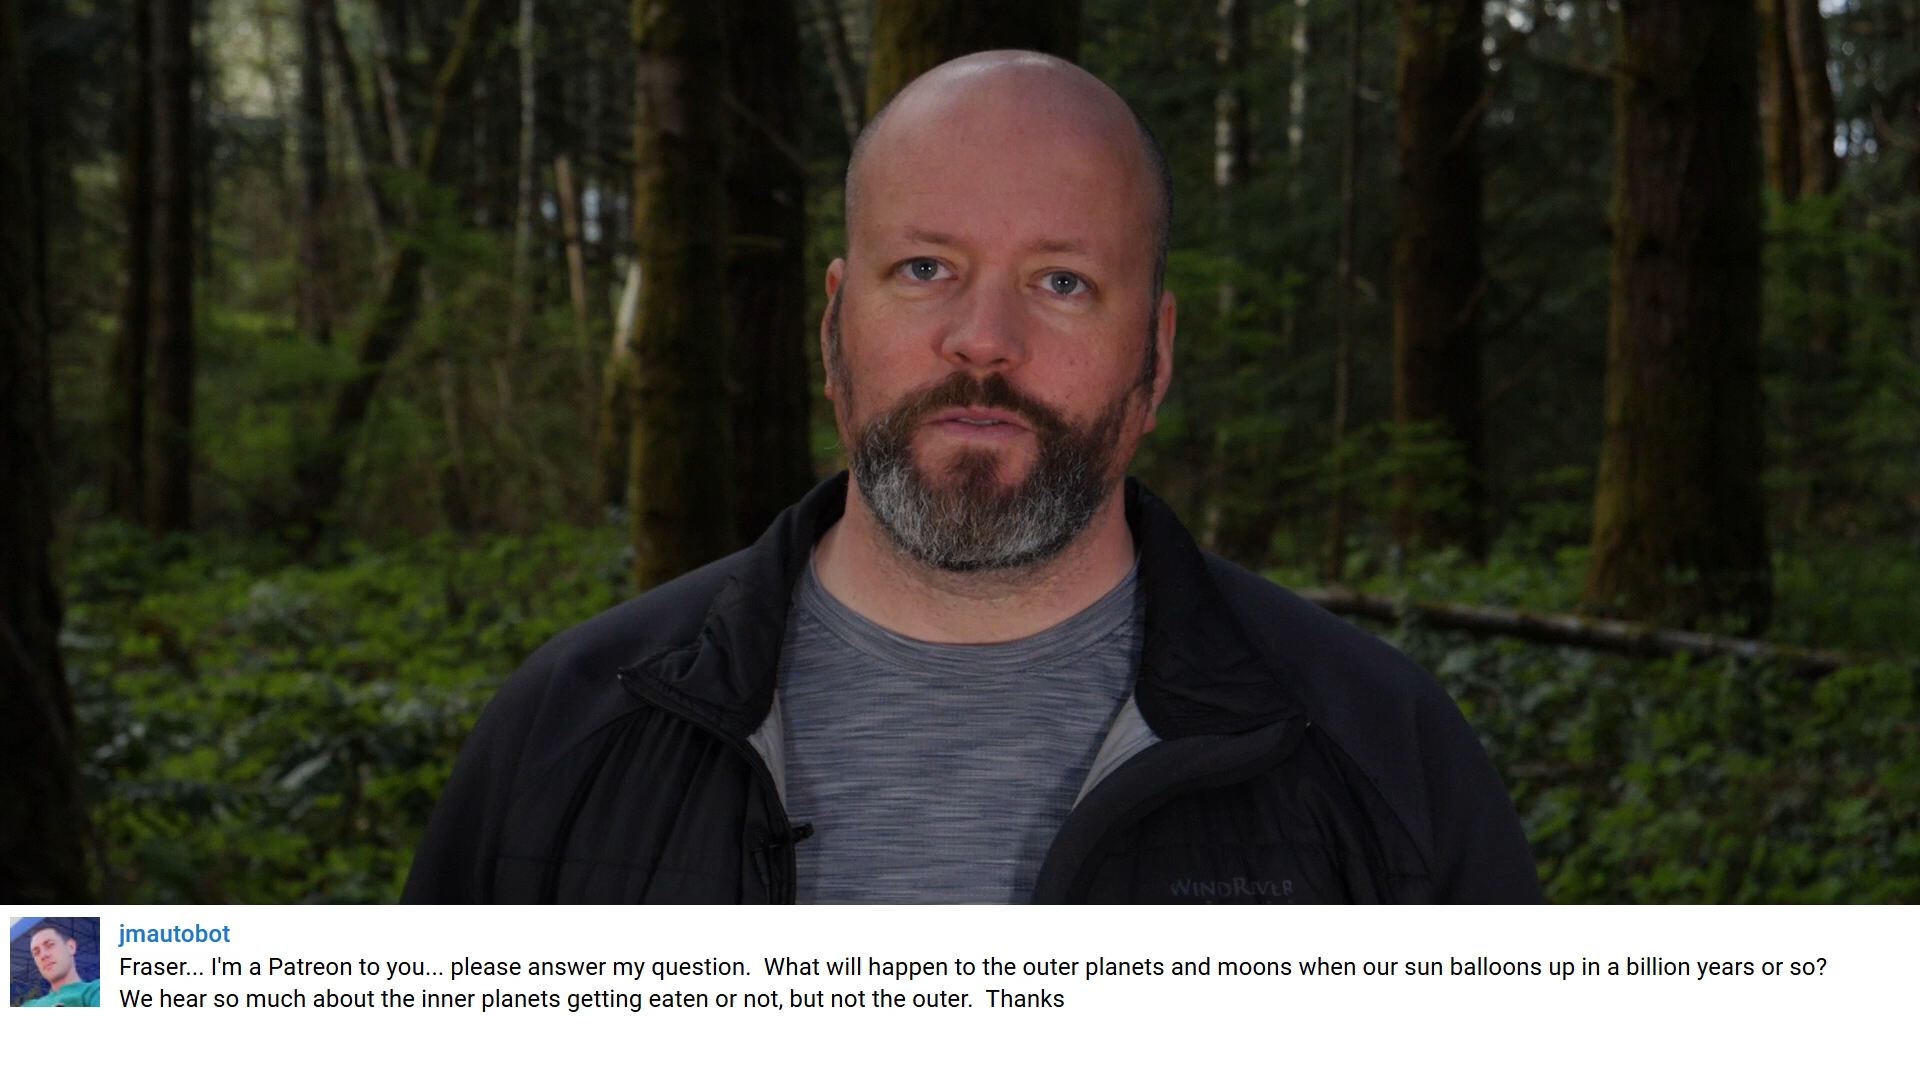 WINDRIVER
jmautobot
Fraser... I'm a Patreon to you... please answer my question.  What will happen to the outer planets and moons when our sun balloons up in a billion years or so?
We hear so much about the inner planets getting eaten or not, but not the outer.  Thanks